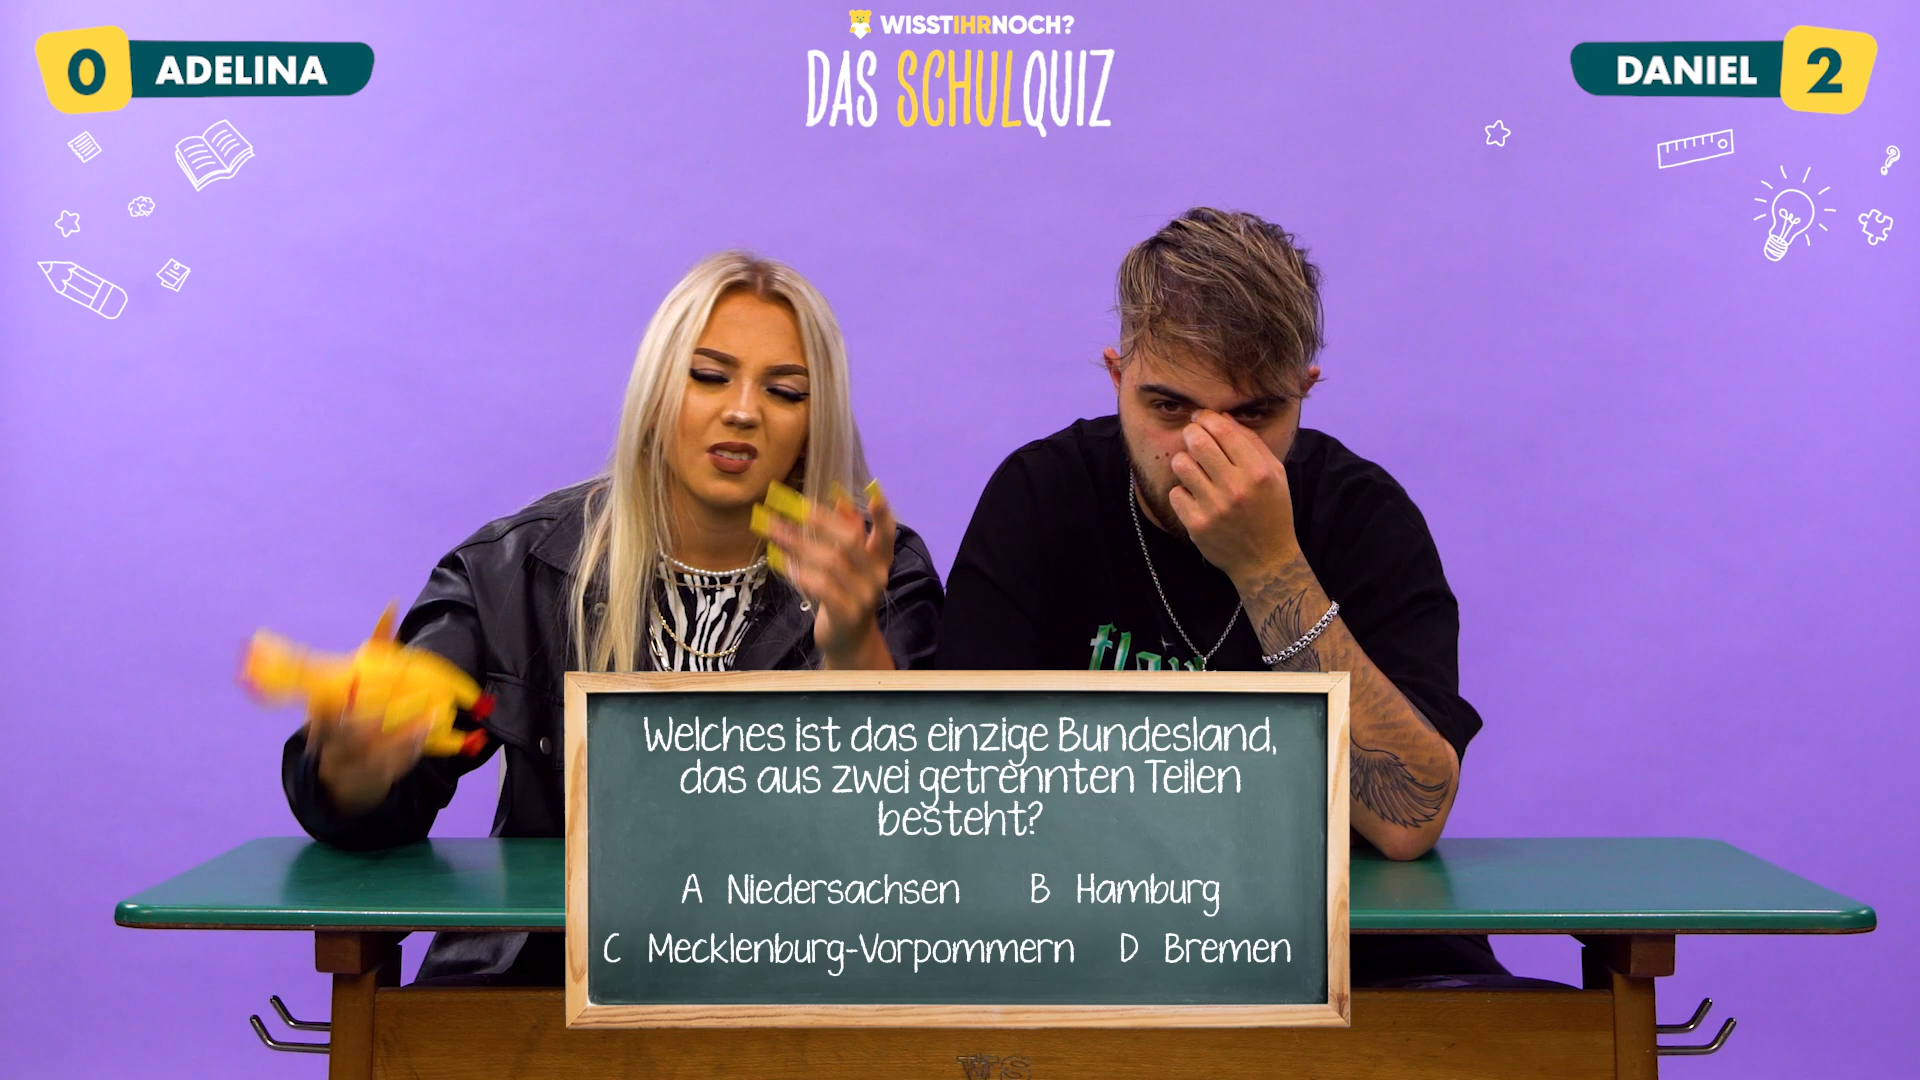 WISSTIHRNOCH?
DAS SCHULQUIZ
0 ADELINA
DANIEL 2
Welches ist das einzige Bundesland,
das aus zwei getrennten Teilen
besteht?
A Niedersachsen B Hamburg
C Mecklenburg-Vorpommern D Bremen